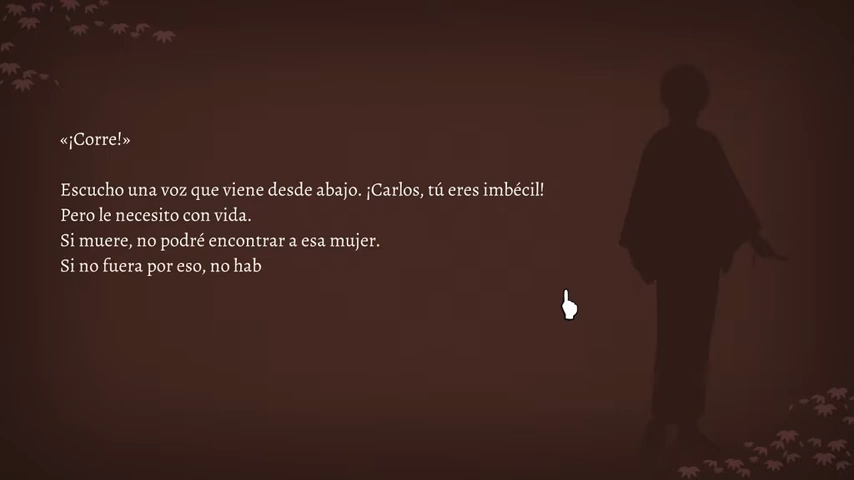 «¡Corre!»
Escucho una voz que viene desde abajo. ¡Carlos, tú eres imbécil!
Pero le necesito con vida.
Si muere, no podré encontrar a esa mujer.
Si no fuera por eso, no hab